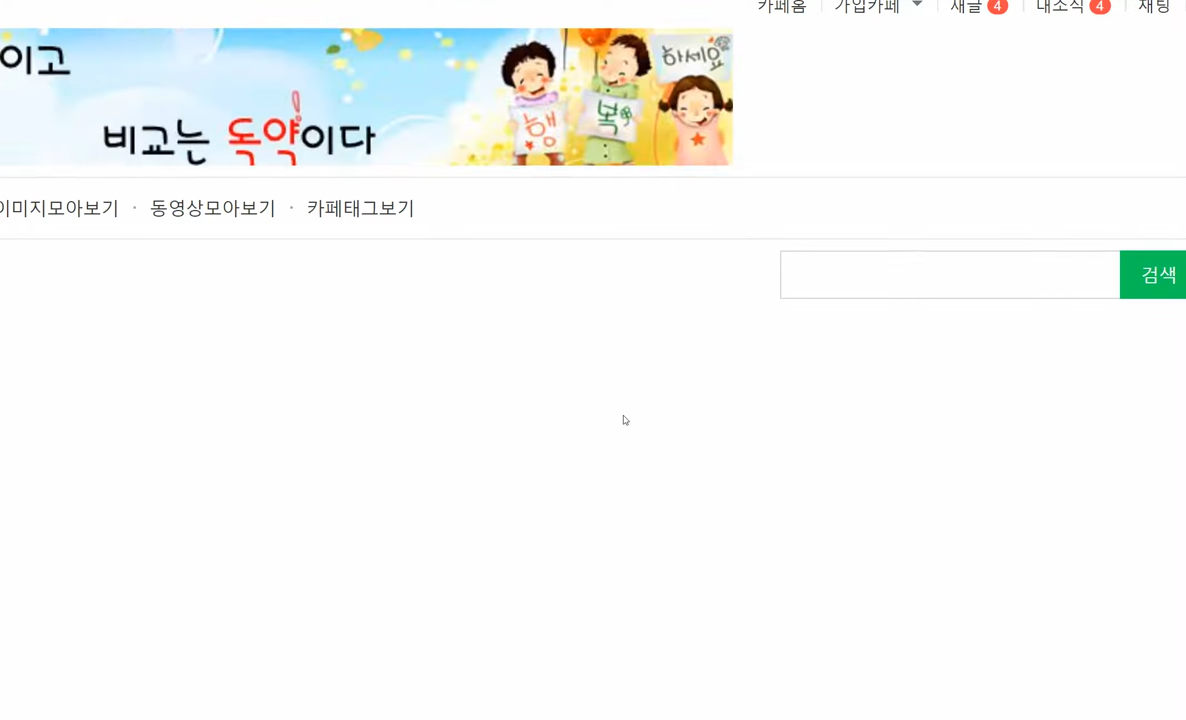 카페홈 가입카페 새글 4 내소식 4 채팅
이고
비교는 독약!이다
행 복 하세요
이미지모아보기 · 동영상모아보기 · 카페태그보기
검색